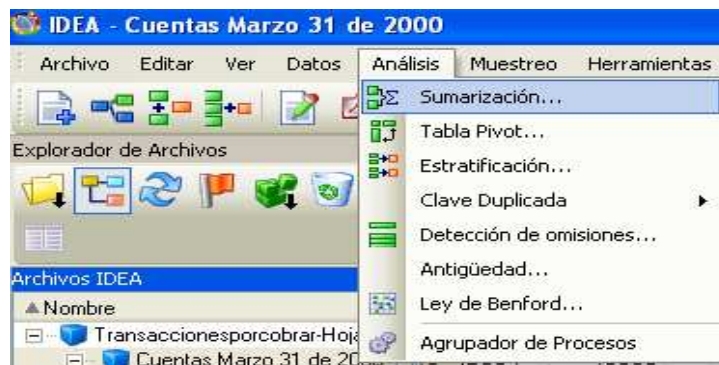 IDEA - Cuentas Marzo 31 de 2000
Archivo Editar Ver Datos Análisis Muestreo Herramientas
Sumarización...
Tabla Pivot...
Explorador de Archivos
Estratificación...
Clave Duplicada
Detección de omisiones...
Archivos IDEA
Antigüedad...
Nombre
Ley de Benford...
Transaccionesporcobrar-Hoja
Agrupador de Procesos
Cuentas Marzo 31 de